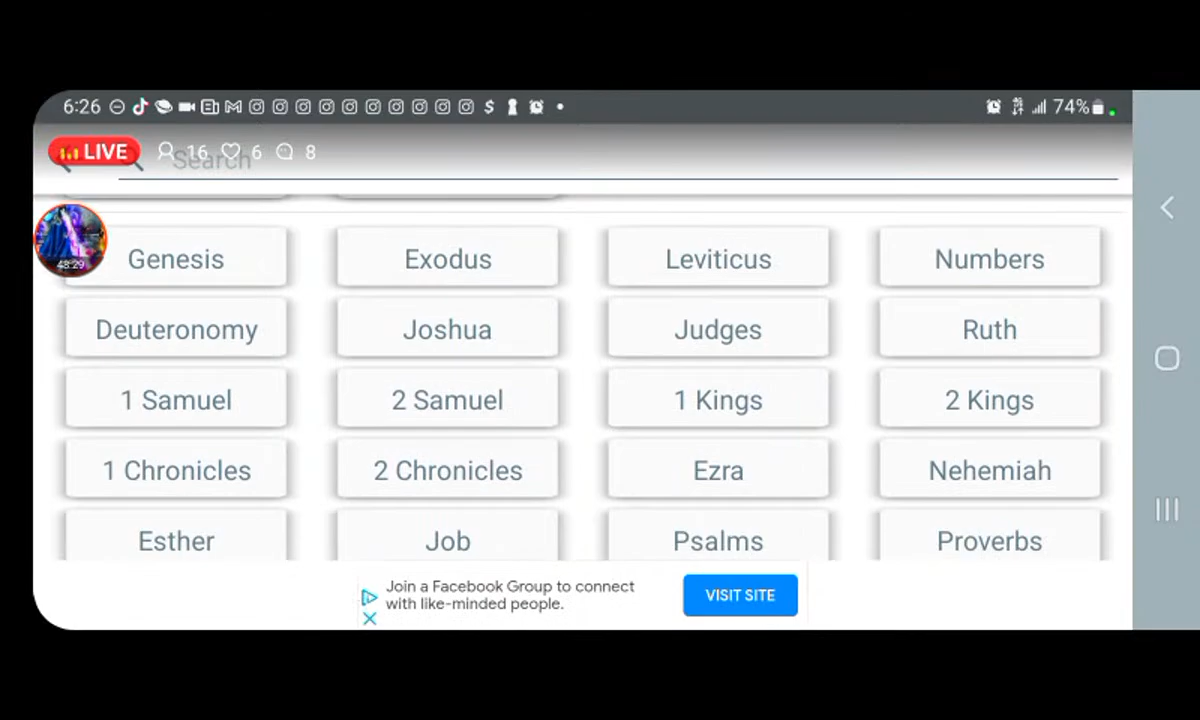 6:26 74%
LIVE 16 6 8
Search
48:29
Genesis Exodus Leviticus Numbers
Deuteronomy Joshua Judges Ruth
1 Samuel 2 Samuel 1 Kings 2 Kings
1 Chronicles 2 Chronicles Ezra Nehemiah
Esther Job Psalms Proverbs
Join a Facebook Group to connect
with like-minded people.
VISIT SITE